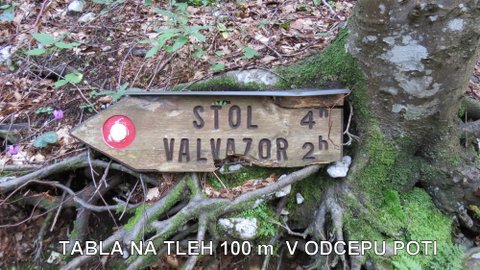 STOL 4h
VALVAZOR 2h
TABLA NA TLEH 100 m V ODCEPU POTI